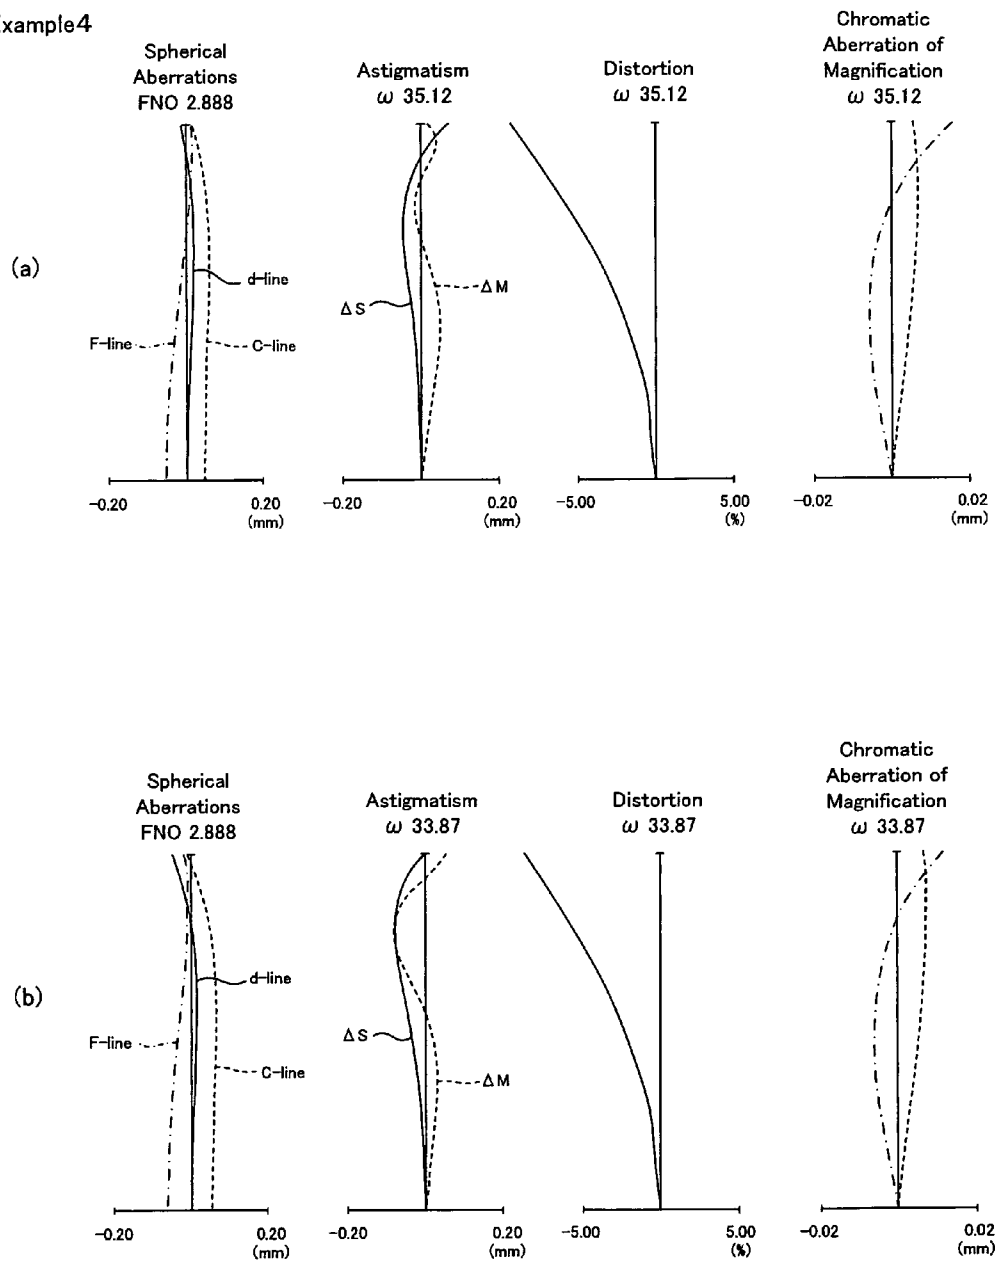 Example4
Spherical
Aberrations
FNO 2.888
Astigmatism
ω 35.12
Distortion
ω 35.12
Chromatic
Aberration of
Magnification
ω 35.12
(a)
d-line
F-line
C-line
ΔS
ΔM
-0.20
0.20
(mm)
-0.20
0.20
(mm)
-5.00
5.00
(%)
-0.02
0.02
(mm)
Spherical
Aberrations
FNO 2.888
Astigmatism
ω 33.87
Distortion
ω 33.87
Chromatic
Aberration of
Magnification
ω 33.87
(b)
d-line
F-line
C-line
ΔS
ΔM
-0.20
0.20
(mm)
-0.20
0.20
(mm)
-5.00
5.00
(%)
-0.02
0.02
(mm)